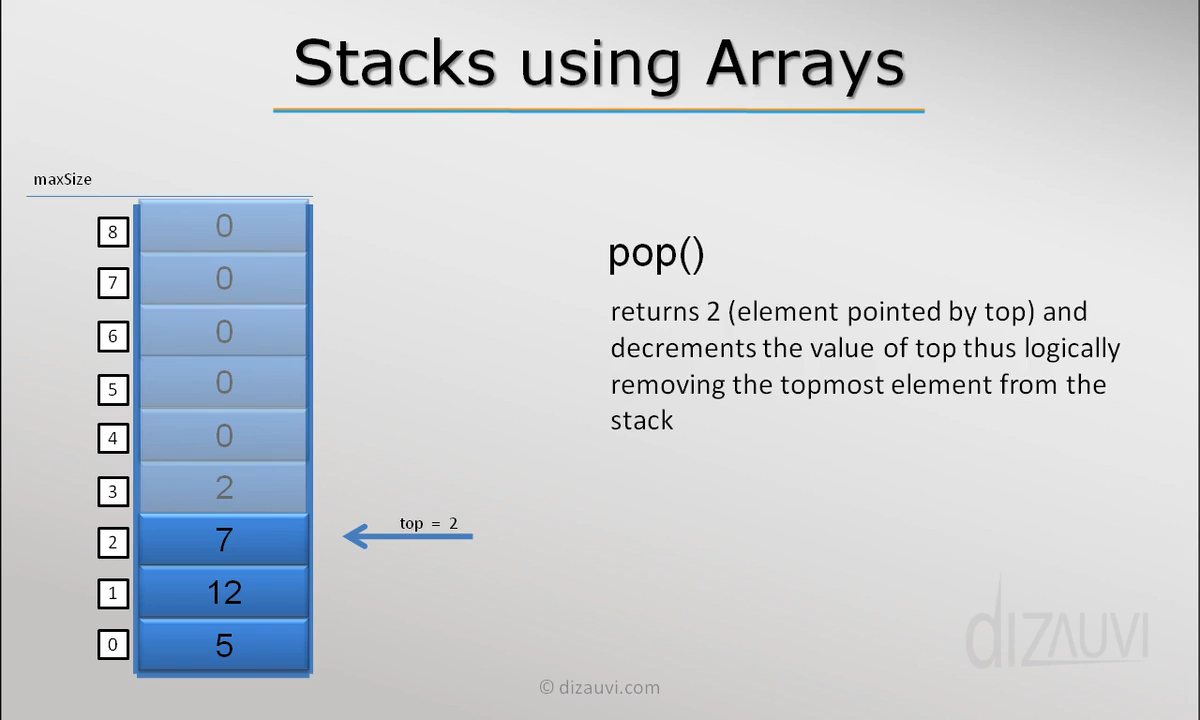 Stacks using Arrays
maxSize
8 0
7 0
6 0
5 0
4 0
3 2
2 7
1 12
0 5
top = 2
pop()
returns 2 (element pointed by top) and
decrements the value of top thus logically
removing the topmost element from the
stack
dizauvi
© dizauvi.com